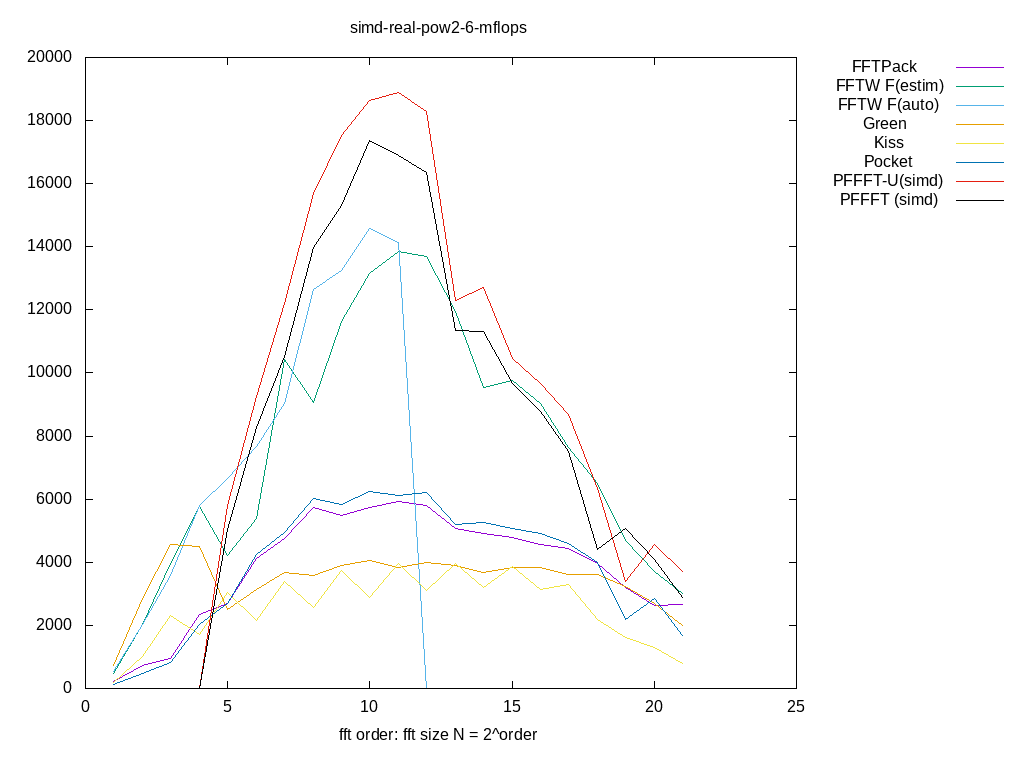 simd-real-pow2-6-mflops
20000
18000
16000
14000
12000
10000
8000
6000
4000
2000
0
0 5 10 15 20 25
fft order: fft size N = 2^order
FFTPack
FFTW F(estim)
FFTW F(auto)
Green
Kiss
Pocket
PFFFT-U(simd)
PFFFT (simd)